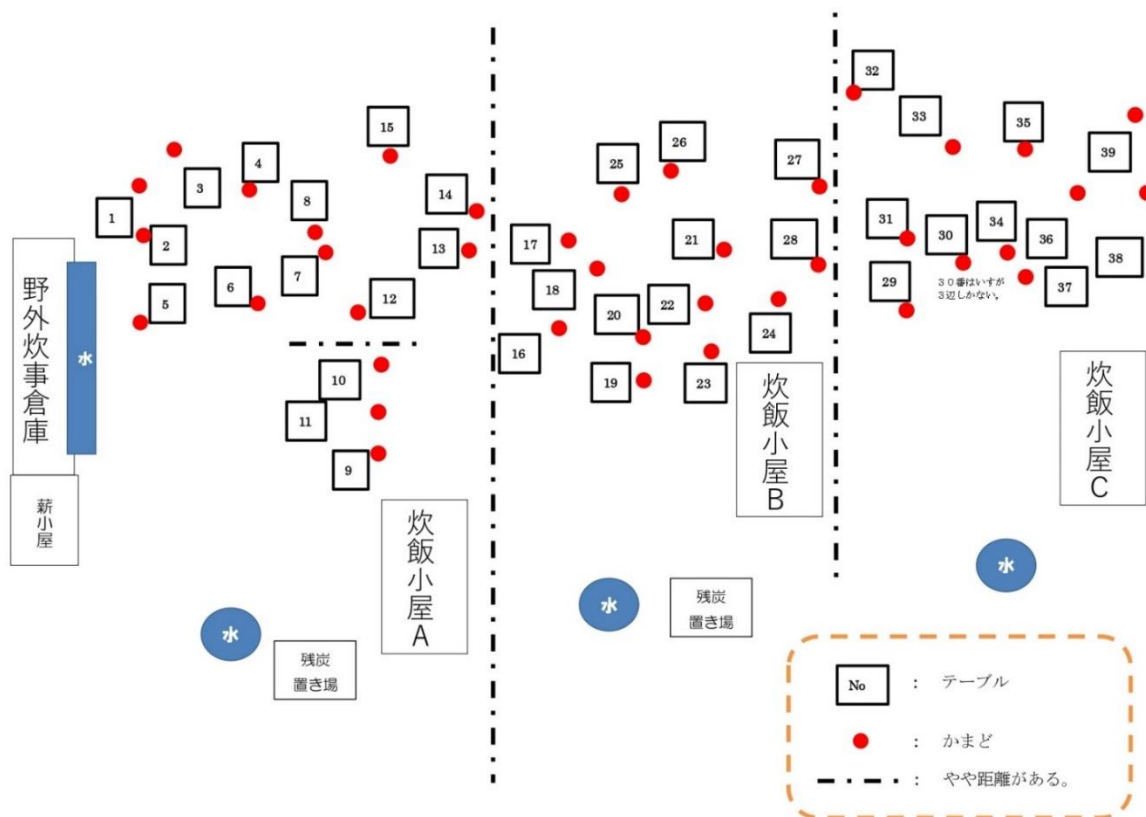 32
33
35
39
15
4
3
8
14
1
2
13
7
6
5
12
10
11
9
26
25
27
17
21
28
18
22
20
24
16
19
23
31
30
34
36
38
29
37
30番はいすが
3辺しかない。
野外炊事倉庫
水
薪小屋
炊飯小屋A
炊飯小屋B
炊飯小屋C
水
残炭
置き場
水
残炭
置き場
水
No : テーブル
: かまど
: やや距離がある。